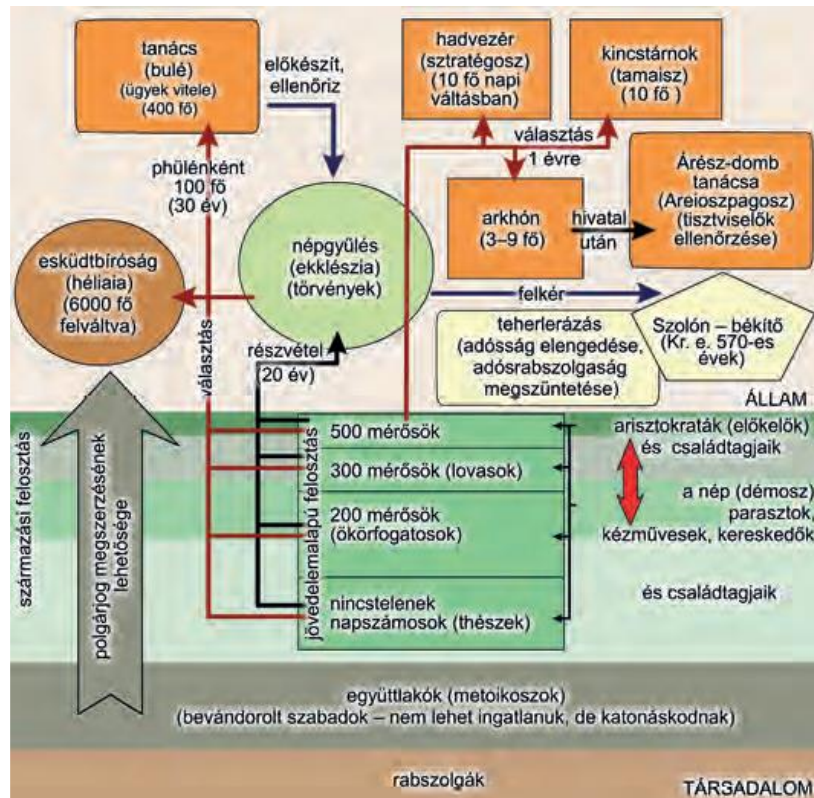 tanács
(bulé)
(ügyek vitele)
(400 fő)
előkészít,
ellenőriz
hadvezér
(sztratégosz)
(10 fő napi
váltásban)
kincstárnok
(tamaisz)
(10 fő )
választás
1 évre
phülénként
100 fő
(30 év)
népgyűlés
(ekklészia)
(törvények)
arkhón
(3–9 fő)
hivatal
után
Árész-domb
tanácsa
(Areioszpagosz)
(tisztviselők
ellenőrzése)
esküdtbíróság
(héliaia)
(6000 fő
felváltva)
felkér
választás
részvétel
(20 év)
teherlerázás
(adósság elengedése,
adósrabszolgaság
megszüntetése)
Szolón – békítő
(Kr. e. 570-es
évek)
ÁLLAM
származási felosztás
polgárjog megszerzésének
lehetősége
jövedelemalapú felosztás
500 mérősök
300 mérősök (lovasok)
200 mérősök
(ökörfogatosok)
nincstelenek
napszámosok (thészek)
arisztokraták (előkelők)
és családtagjaik
a nép (démosz)
parasztok,
kézművesek, kereskedők
és családtagjaik
együttlakók (metoikoszok)
(bevándorolt szabadok – nem lehet ingatlanuk, de katonáskodnak)
rabszolgák
TÁRSADALOM